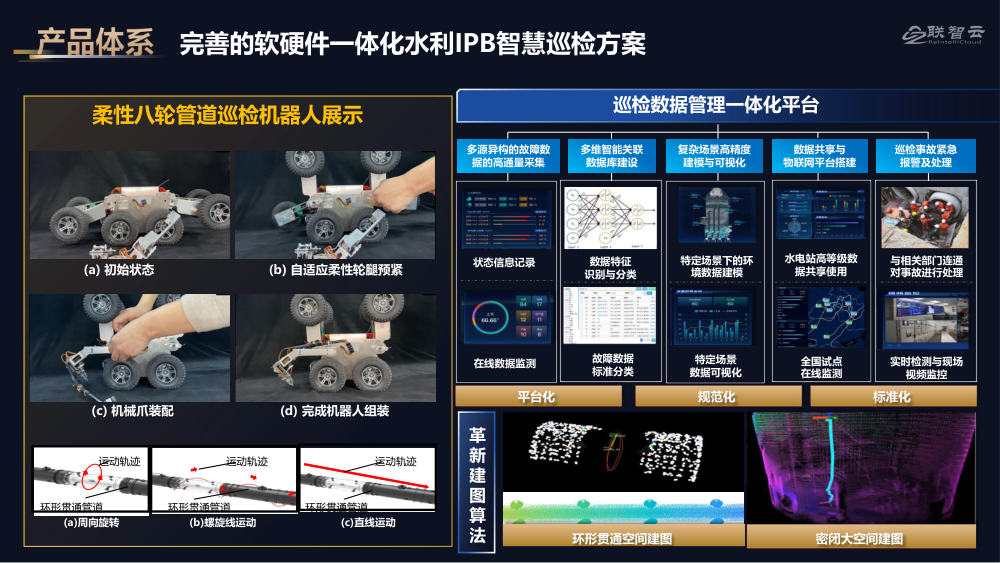 产品体系
完善的软硬件一体化水利IPB智慧巡检方案
联智云
ReintelliCloud
柔性八轮管道巡检机器人展示
(a) 初始状态
(b) 自适应柔性轮腿预紧
(c) 机械爪装配
(d) 完成机器人组装
运动轨迹
环形贯通管道
(a)周向旋转
运动轨迹
环形贯通管道
(b)螺旋线运动
运动轨迹
环形贯通管道
(c)直线运动
巡检数据管理一体化平台
多源异构的故障数
据的高通量采集
多维智能关联
数据库建设
复杂场景高精度
建模与可视化
数据共享与
物联网平台搭建
巡检事故紧急
报警及处理
状态信息记录
数据特征
识别与分类
特定场景下的环
境数据建模
水电站高等级数
据共享使用
与相关部门连通
对事故进行处理
66.66%
84
17
12
11
10
8
60
60
在线数据监测
故障数据
标准分类
特定场景
数据可视化
全国试点
在线监测
实时检测与现场
视频监控
平台化
规范化
标准化
革新建图算法
环形贯通空间建图
密闭大空间建图